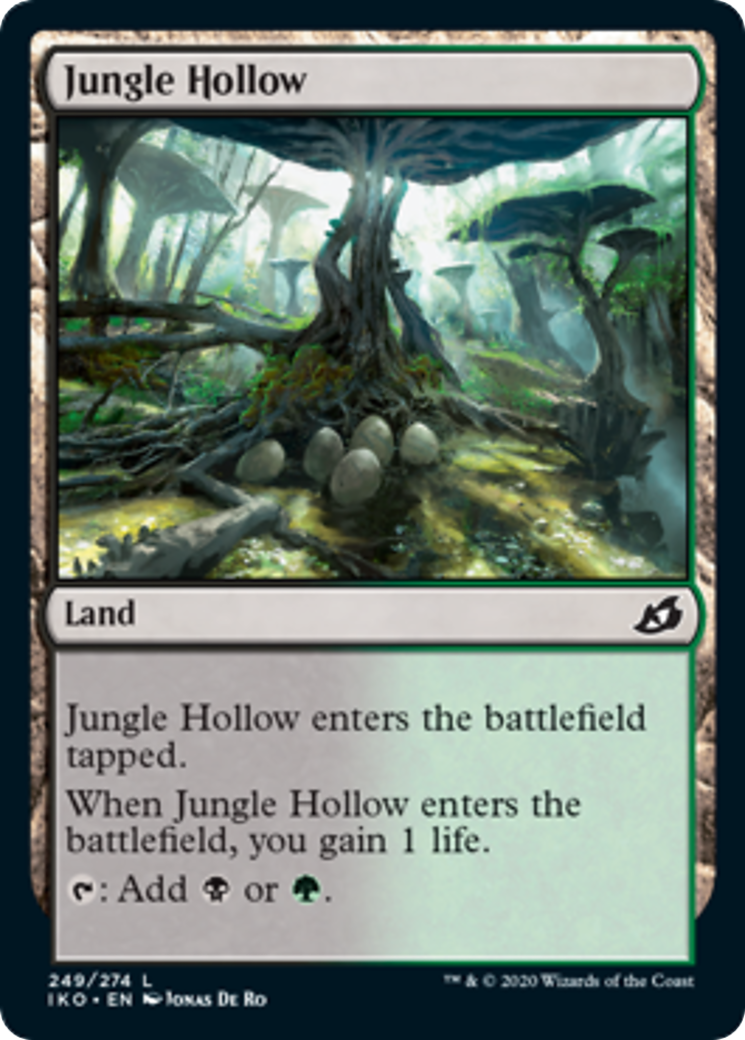 Jungle Hollow
Land
Jungle Hollow enters the battlefield
tapped.
When Jungle Hollow enters the
battlefield, you gain 1 life.
: Add or .
249/274 L
IKO • EN Jonas De Ro
™ & © 2020 Wizards of the Coast